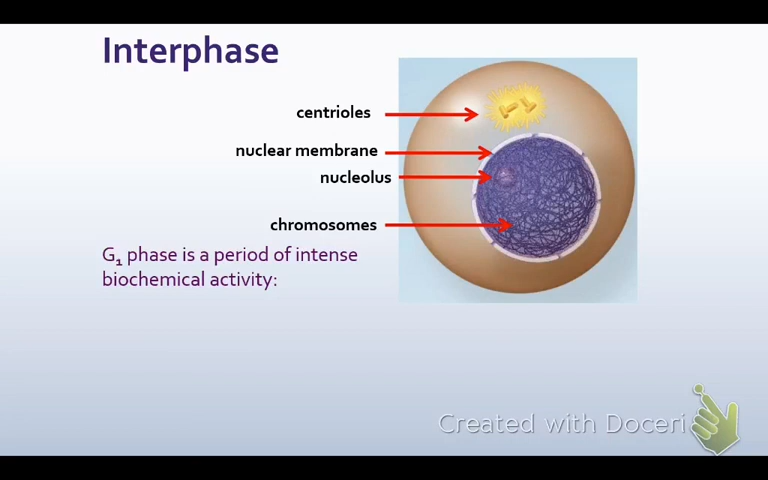 Interphase
centrioles
nuclear membrane
nucleolus
chromosomes
G₁ phase is a period of intense
biochemical activity:
Created with Doceri